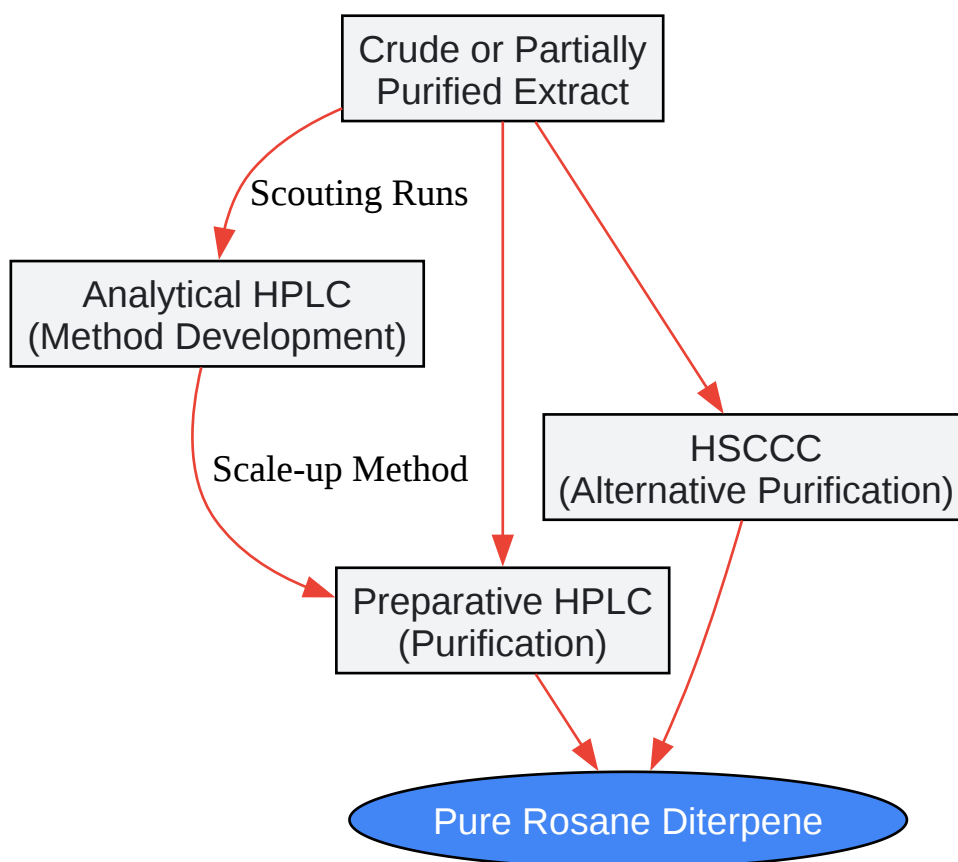 Crude or Partially
Purified Extract
Scouting Runs
Analytical HPLC
(Method Development)
HSCCC
(Alternative Purification)
Scale-up Method
Preparative HPLC
(Purification)
Pure Rosane Diterpene